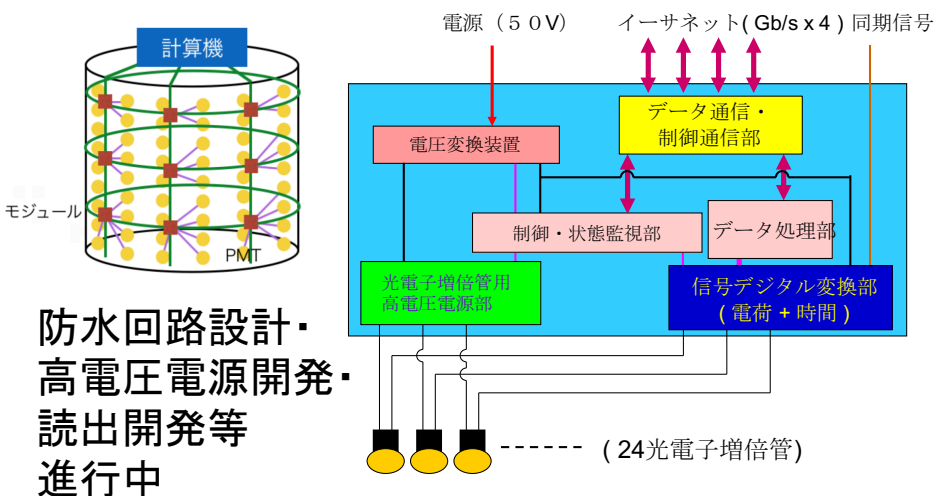 計算機
モジュール
PMT
防水回路設計・
高電圧電源開発・
読出開発等
進行中
電源（５０V）
イーサネット( Gb/s x 4 )
同期信号
データ通信・
制御通信部
電圧変換装置
制御・状態監視部
データ処理部
光電子増倍管用
高電圧電源部
信号デジタル変換部
( 電荷 + 時間 )
( 24光電子増倍管)